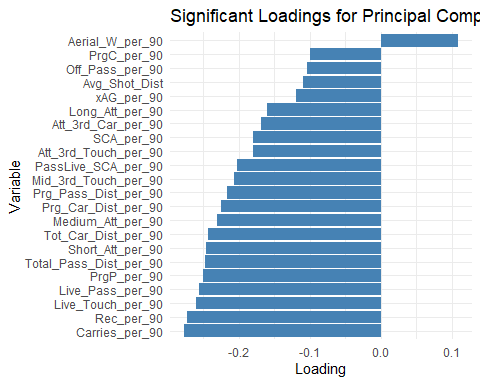 Significant Loadings for Principal Comp
Aerial_W_per_90
PrgC_per_90
Off_Pass_per_90
Avg_Shot_Dist
xAG_per_90
Long_Att_per_90
Att_3rd_Car_per_90
SCA_per_90
Att_3rd_Touch_per_90
PassLive_SCA_per_90
Mid_3rd_Touch_per_90
Prg_Pass_Dist_per_90
Prg_Car_Dist_per_90
Medium_Att_per_90
Tot_Car_Dist_per_90
Short_Att_per_90
Total_Pass_Dist_per_90
PrgP_per_90
Live_Pass_per_90
Live_Touch_per_90
Rec_per_90
Carries_per_90
Variable
-0.2 -0.1 0.0 0.1
Loading